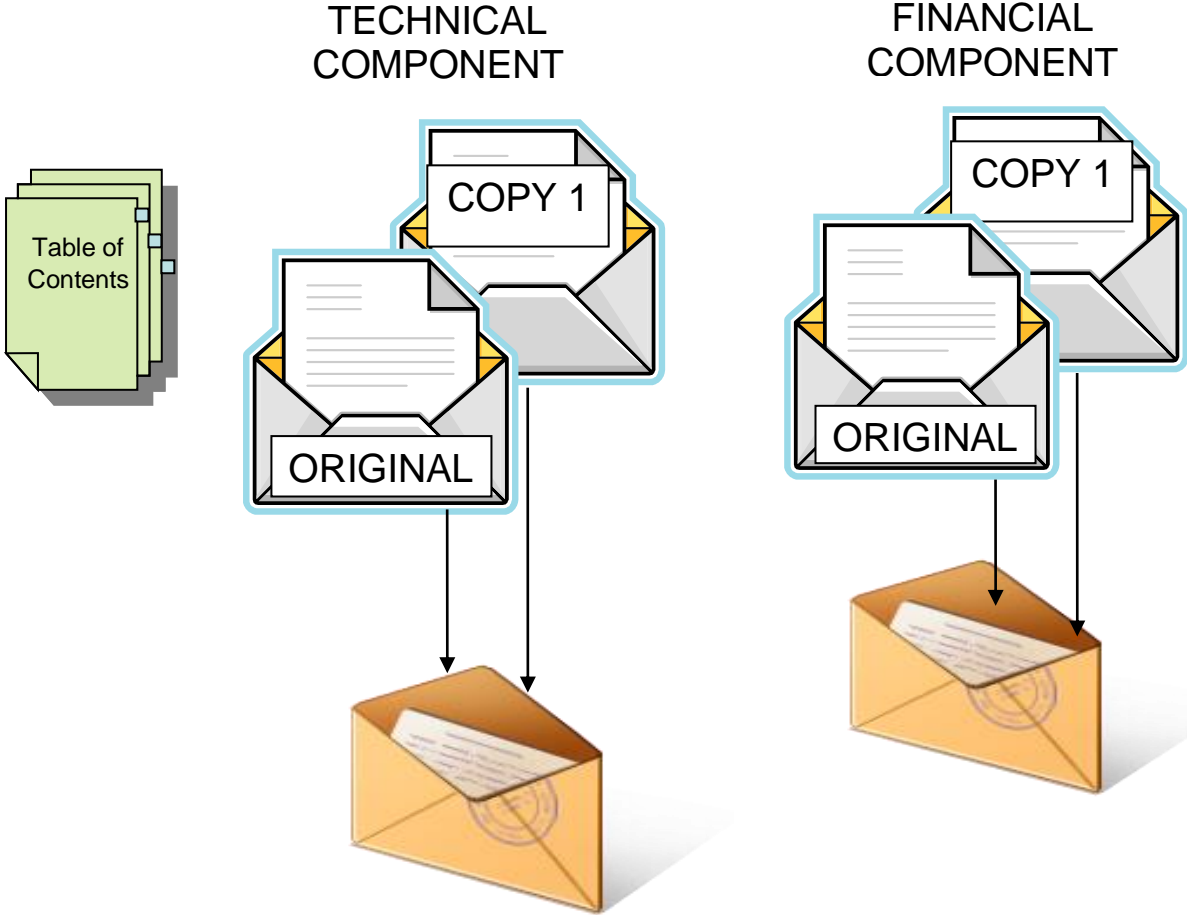 TECHNICAL
COMPONENT
FINANCIAL
COMPONENT
Table of
Contents
COPY 1
ORIGINAL
COPY 1
ORIGINAL